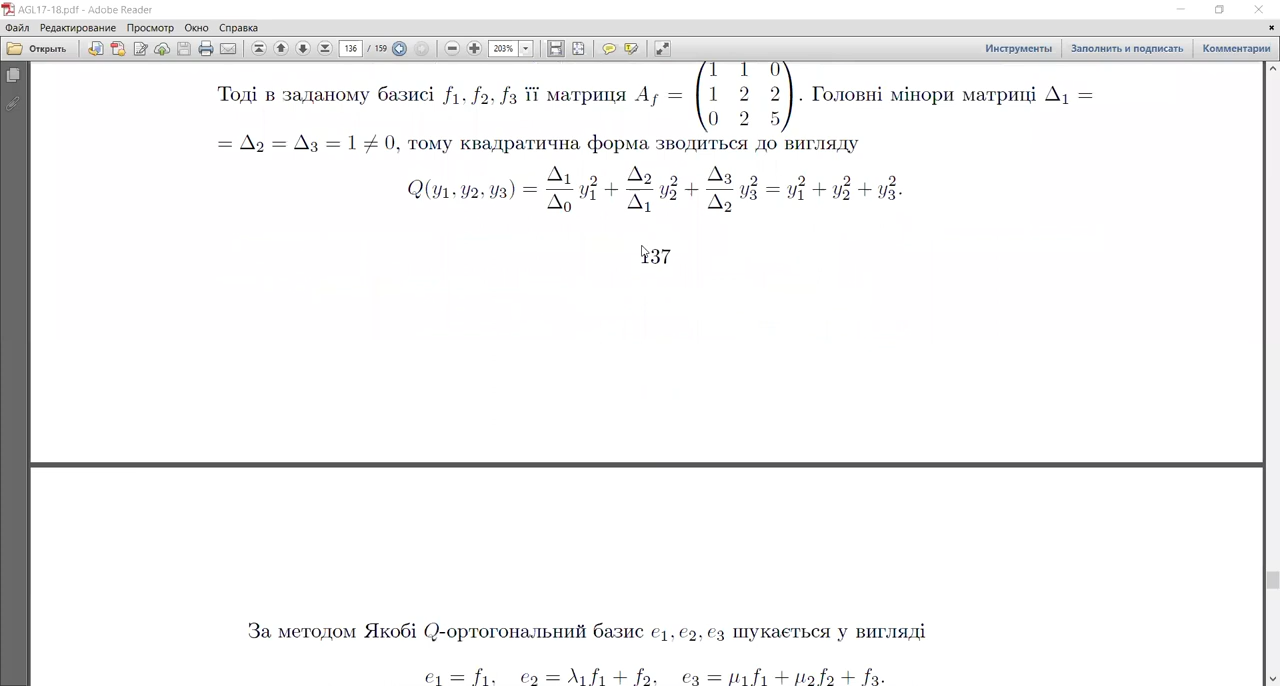 AGL17-18.pdf - Adobe Reader
Файл Редактирование Просмотр Окно Справка
Открыть 136 / 159 203% Инструменты Заполнить и подписать Комментарии
Тоді в заданому базисі f₁, f₂, f₃ її матриця A_f = (1 1 0; 1 2 2; 0 2 5). Головні мінори матриці Δ₁ =
= Δ₂ = Δ₃ = 1 ≠ 0, тому квадратична форма зводиться до вигляду
Q(y₁, y₂, y₃) = Δ₁/Δ₀ y₁² + Δ₂/Δ₁ y₂² + Δ₃/Δ₂ y₃² = y₁² + y₂² + y₃².
137
За методом Якобі Q-ортогональний базис e₁, e₂, e₃ шукається у вигляді
e₁ = f₁, e₂ = λ₁f₁ + f₂, e₃ = μ₁f₁ + μ₂f₂ + f₃.